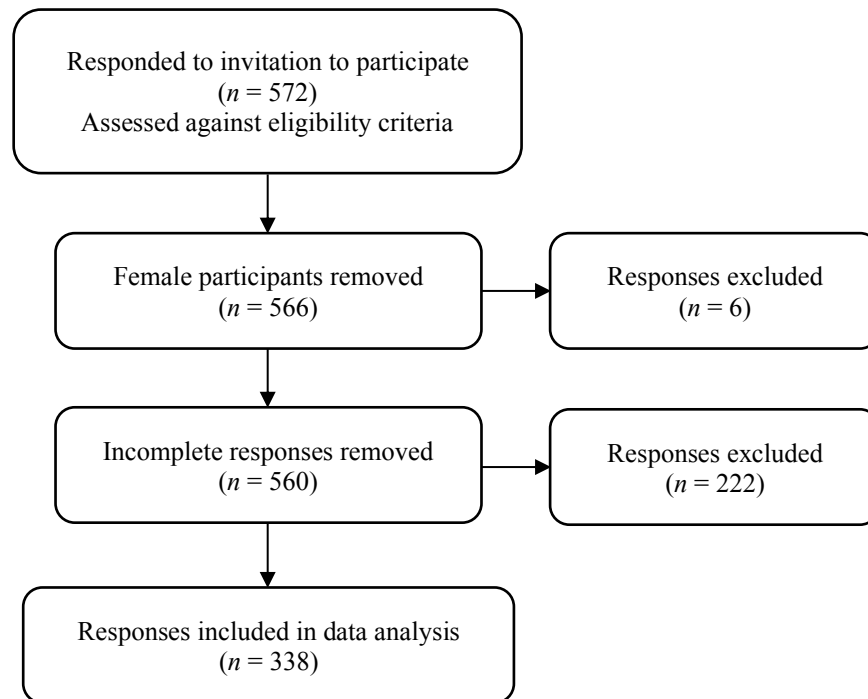 Responded to invitation to participate
(n = 572)
Assessed against eligibility criteria
Female participants removed
(n = 566)
Responses excluded
(n = 6)
Incomplete responses removed
(n = 560)
Responses excluded
(n = 222)
Responses included in data analysis
(n = 338)